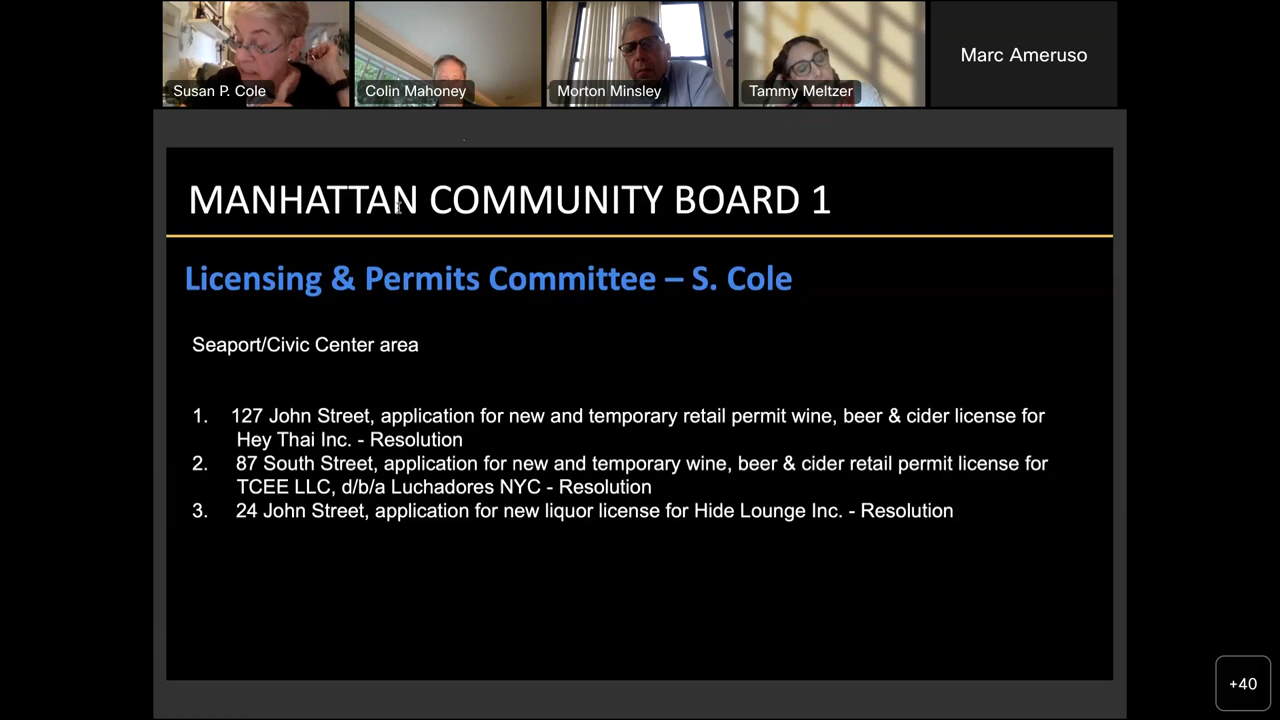 Susan P. Cole
Colin Mahoney
Morton Minsley
Tammy Meltzer
Marc Ameruso
MANHATTAN COMMUNITY BOARD 1
Licensing & Permits Committee – S. Cole
Seaport/Civic Center area
1. 127 John Street, application for new and temporary retail permit wine, beer & cider license for
Hey Thai Inc. - Resolution
2. 87 South Street, application for new and temporary wine, beer & cider retail permit license for
TCEE LLC, d/b/a Luchadores NYC - Resolution
3. 24 John Street, application for new liquor license for Hide Lounge Inc. - Resolution
+40